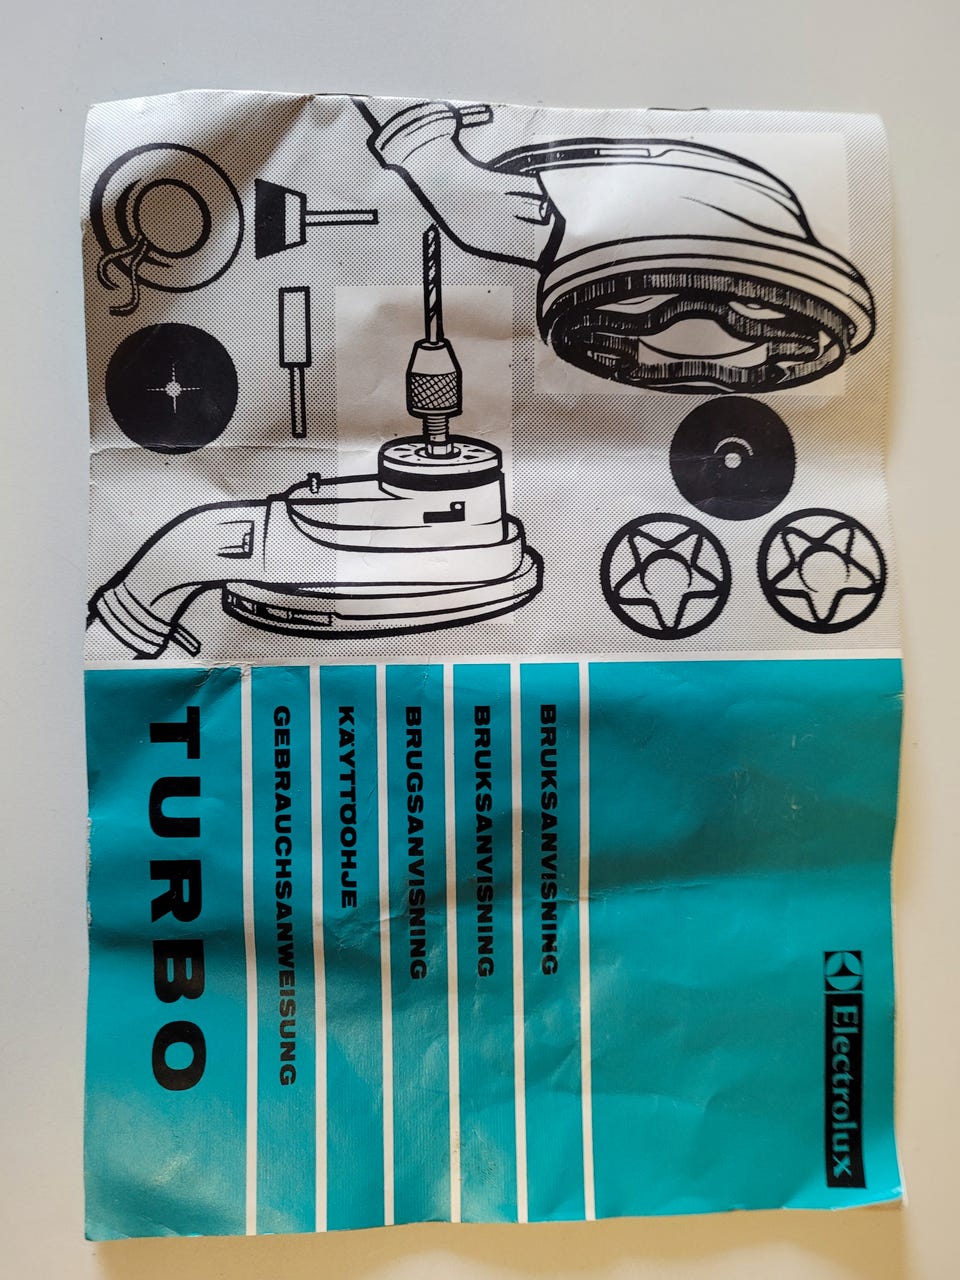 Electrolux
BRUKSANVISNING
BRUKSANVISNING
BRUGSANVISNING
KÄYTTÖOHJE
GEBRAUCHSANWEISUNG
TURBO